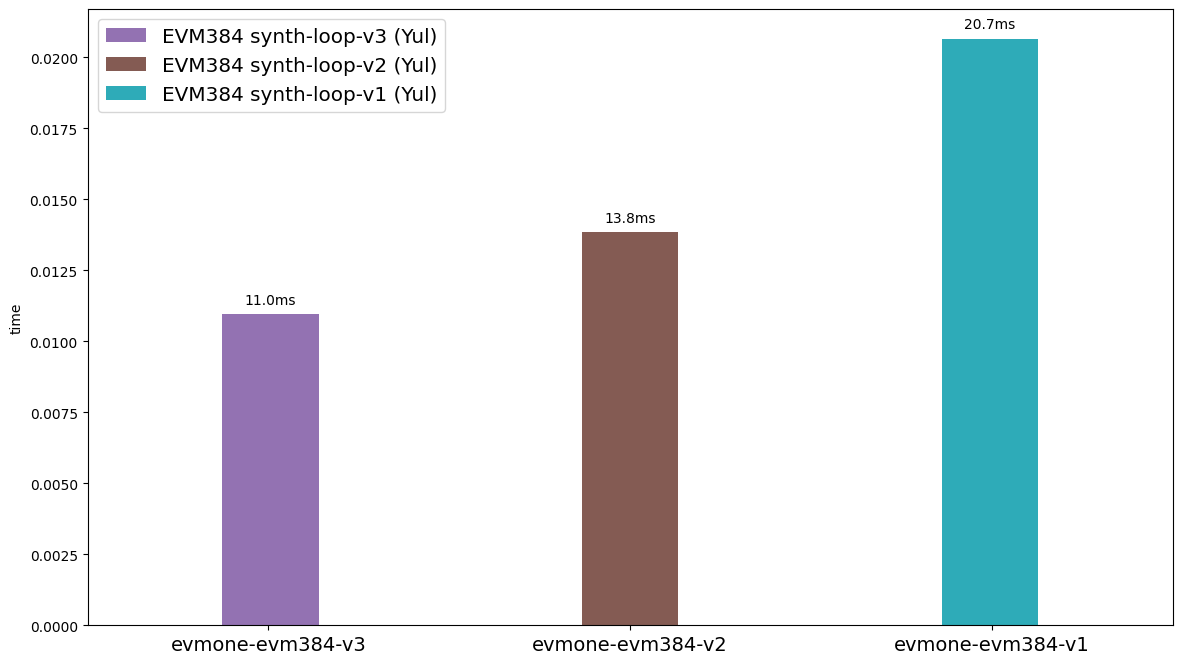 EVM384 synth-loop-v3 (Yul)
EVM384 synth-loop-v2 (Yul)
EVM384 synth-loop-v1 (Yul)
20.7ms
13.8ms
11.0ms
time
0.0200
0.0175
0.0150
0.0125
0.0100
0.0075
0.0050
0.0025
0.0000
evmone-evm384-v3
evmone-evm384-v2
evmone-evm384-v1